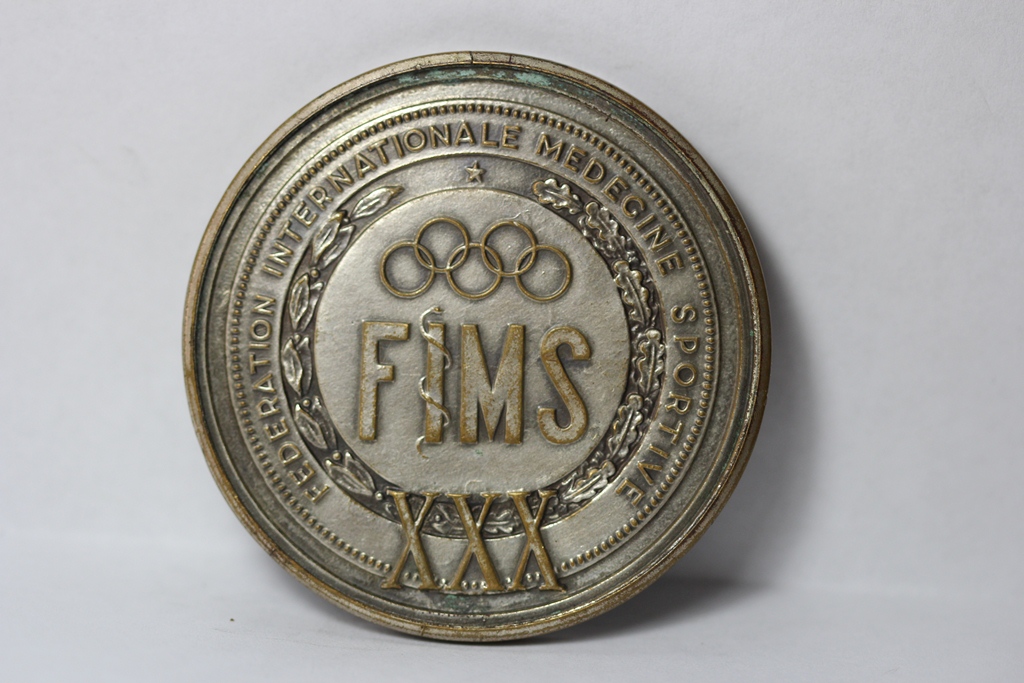 FEDERATION INTERNATIONALE MEDECINE SPORTIVE
FIMS
XXX